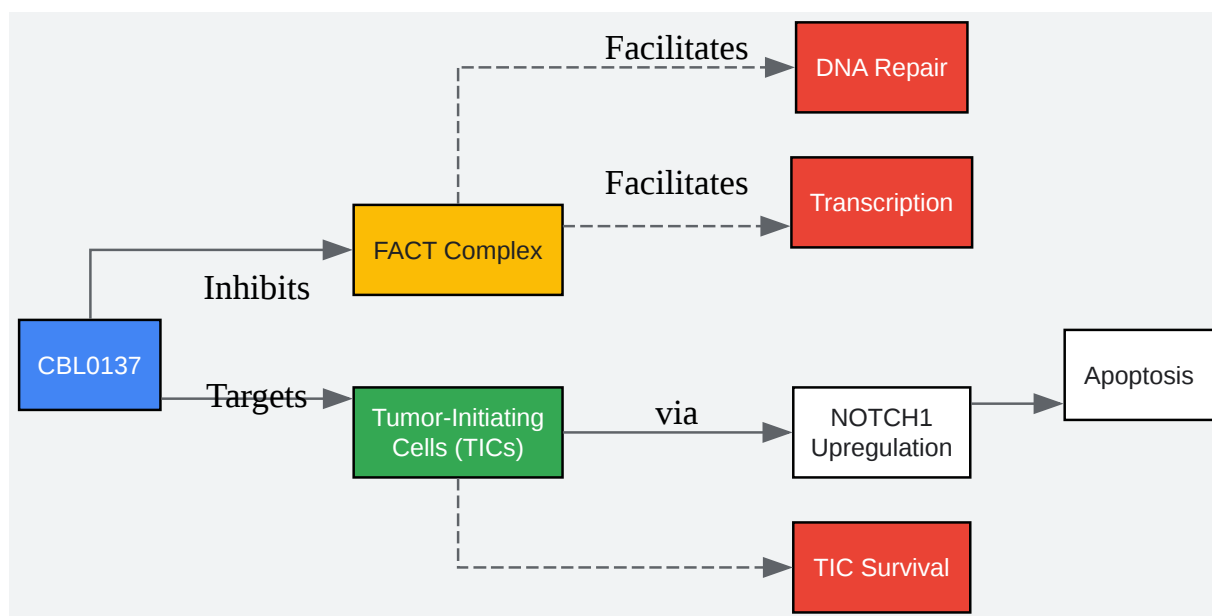 Facilitates
DNA Repair
Facilitates
Transcription
FACT Complex
Inhibits
CBL0137
Targets
Tumor-Initiating
Cells (TICs)
via
NOTCH1
Upregulation
Apoptosis
TIC Survival